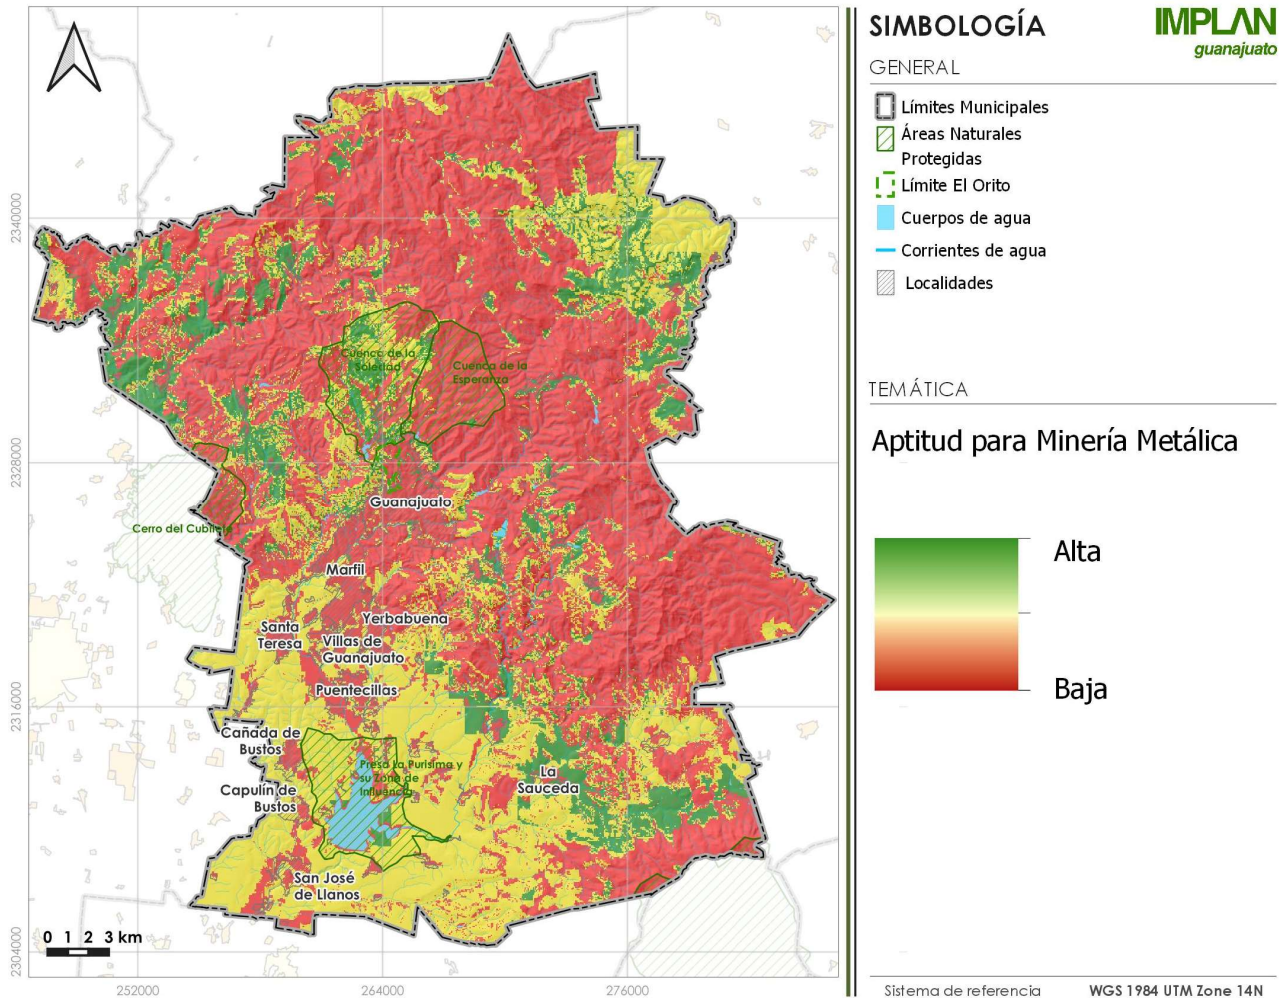 SIMBOLOGÍA
IMPLAN
guanajuato
GENERAL
Límites Municipales
Áreas Naturales
Protegidas
Límite El Orito
Cuerpos de agua
Corrientes de agua
Localidades
TEMÁTICA
Aptitud para Minería Metálica
Alta
Baja
Sistema de referencia
WGS 1984 UTM Zone 14N
2340000
2328000
2316000
2304000
252000
264000
276000
0 1 2 3 km
Cuenca de la
Soledad
Cuenca de la
Esperanza
Guanajuato
Cerro del Cubilete
Marfil
Yerbabuena
Santa
Teresa
Villas de
Guanajuato
Puentecillas
Cañada de
Bustos
Presa La Purísima y
su Zona de
Influencia
La
Sauceda
Capulín de
Bustos
San José
de Llanos